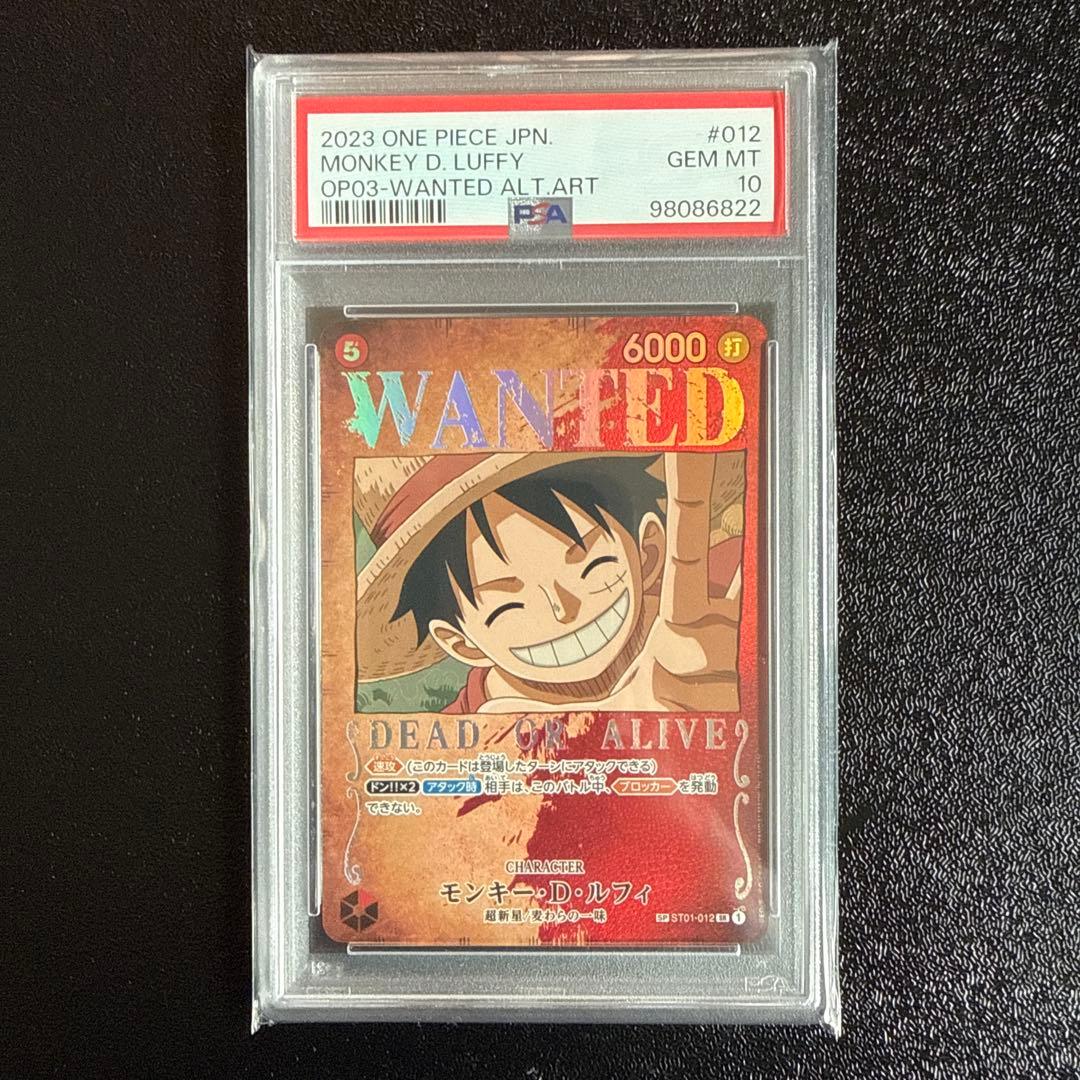 2023 ONE PIECE JPN. #012
MONKEY D. LUFFY GEM MT
OP03-WANTED ALT.ART 10
PSA 98086822
5 6000 打
WANTED
DEAD OR ALIVE
速攻 (このカードは登場したターンにアタックできる)
ドン!!×2 アタック時 相手は、このバトル中、ブロッカー を発動
できない。
CHARACTER
モンキー・D・ルフィ
超新星/麦わらの一味
SP ST01-012 SR 1